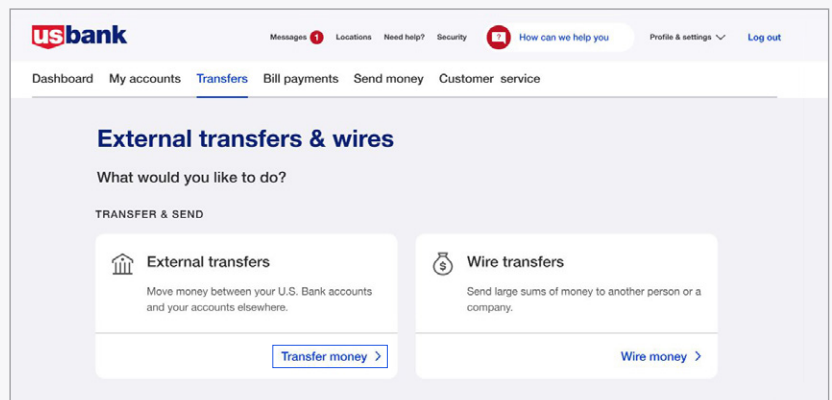 usbank
Messages 1 Locations Need help? Security How can we help you Profile & settings Log out
Dashboard My accounts Transfers Bill payments Send money Customer service
External transfers & wires
What would you like to do?
TRANSFER & SEND
External transfers
Move money between your U.S. Bank accounts
and your accounts elsewhere.
Transfer money
Wire transfers
Send large sums of money to another person or a
company.
Wire money